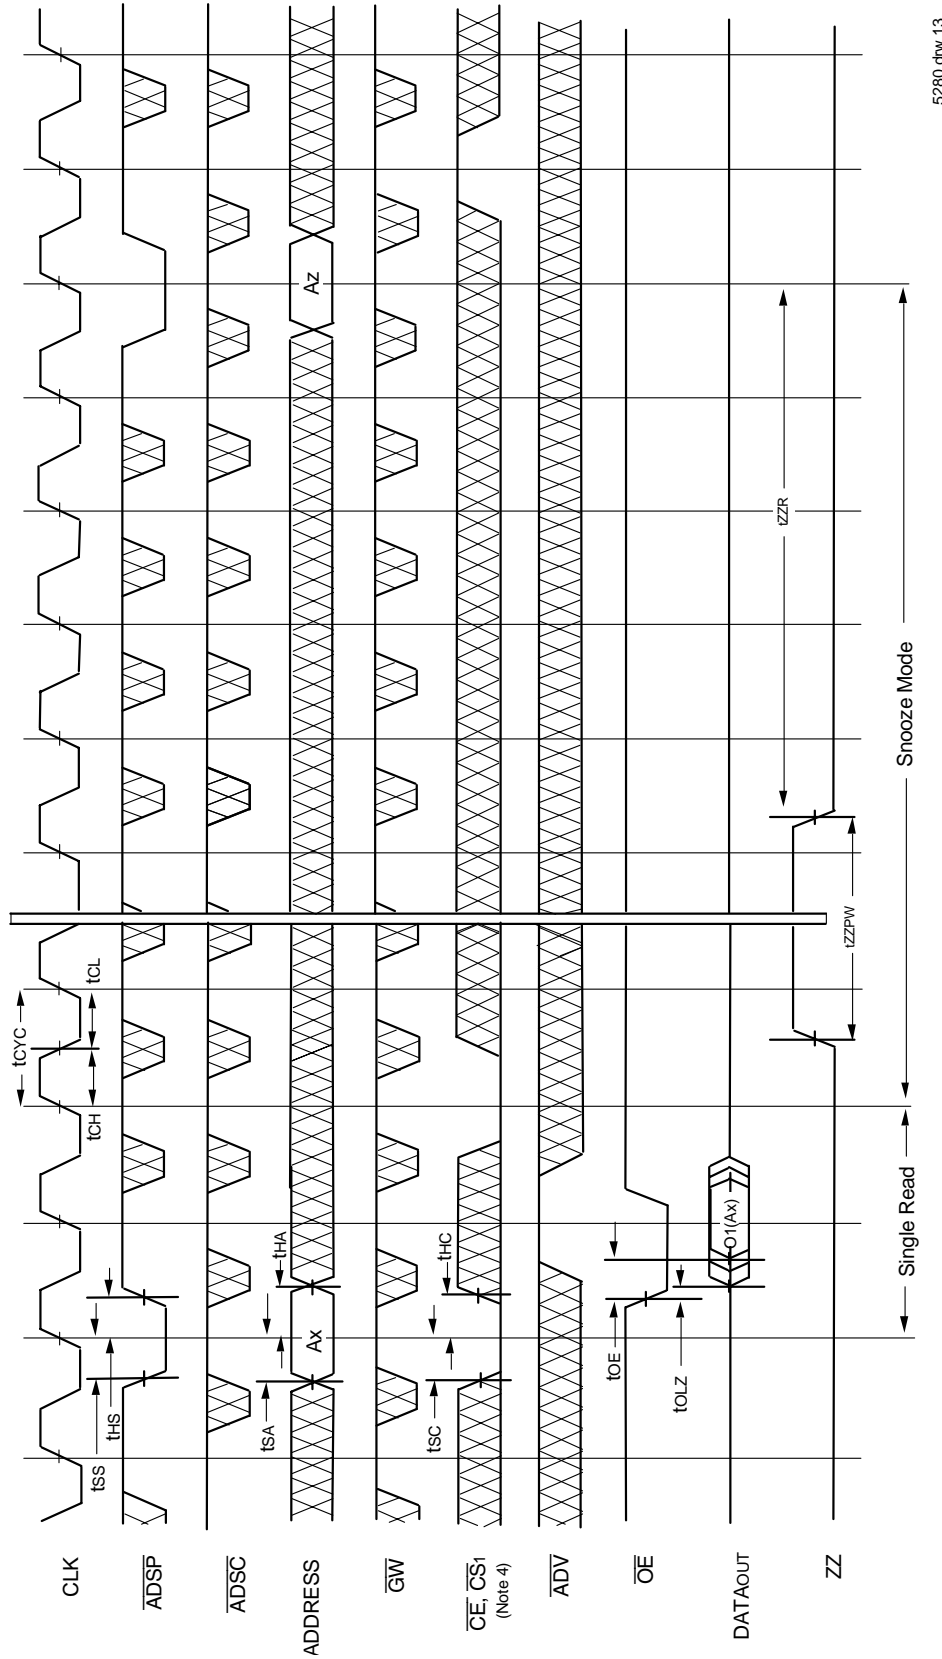 tCYC
tCH
tCL
CLK
tSS
tHS
ADSP
ADSC
tSA
tHA
ADDRESS
Ax
Az
GW
tSC
tHC
CE, CS1
(Note 4)
ADV
OE
tOE
tOLZ
DATAOUT
O1(Ax)
tZZR
ZZ
tZZPW
Single Read
Snooze Mode
5280 drw 13